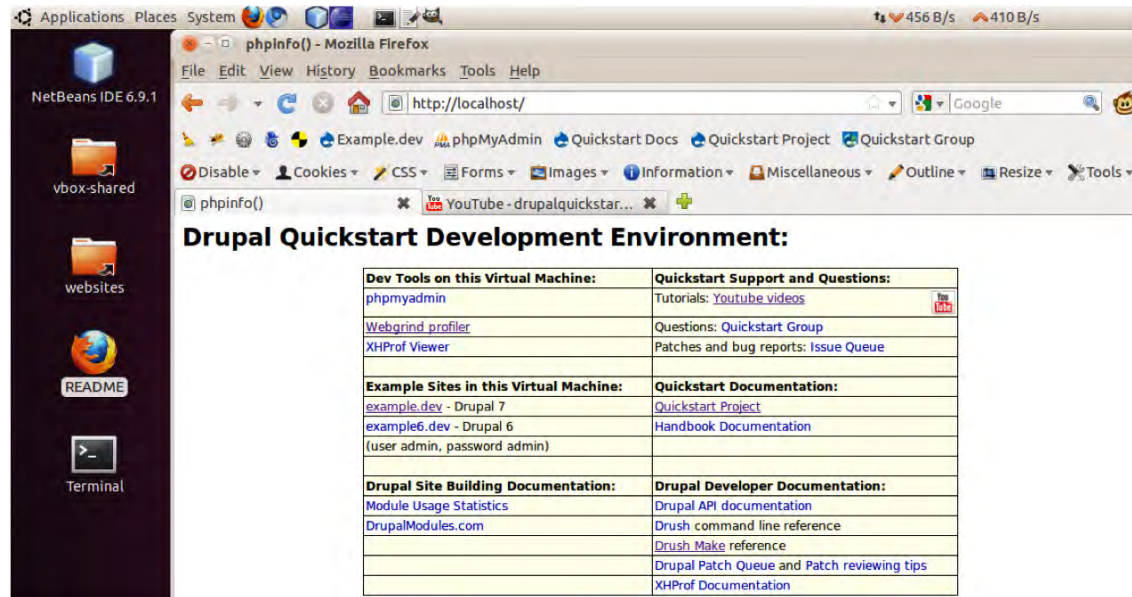 Applications Places System 456 B/s 410 B/s
phpinfo() - Mozilla Firefox
File Edit View History Bookmarks Tools Help
NetBeans IDE 6.9.1
http://localhost/ Google
Example.dev phpMyAdmin Quickstart Docs Quickstart Project Quickstart Group
Disable Cookies CSS Forms Images Information Miscellaneous Outline Resize Tools
vbox-shared
phpinfo() YouTube - drupalquickstar...
Drupal Quickstart Development Environment:
websites
README
Terminal
Dev Tools on this Virtual Machine: Quickstart Support and Questions:
phpmyadmin Tutorials: Youtube videos You Tube
Webgrind profiler Questions: Quickstart Group
XHProf Viewer Patches and bug reports: Issue Queue
Example Sites in this Virtual Machine: Quickstart Documentation:
example.dev - Drupal 7 Quickstart Project
example6.dev - Drupal 6 Handbook Documentation
(user admin, password admin)
Drupal Site Building Documentation: Drupal Developer Documentation:
Module Usage Statistics Drupal API documentation
DrupalModules.com Drush command line reference
Drush Make reference
Drupal Patch Queue and Patch reviewing tips
XHProf Documentation